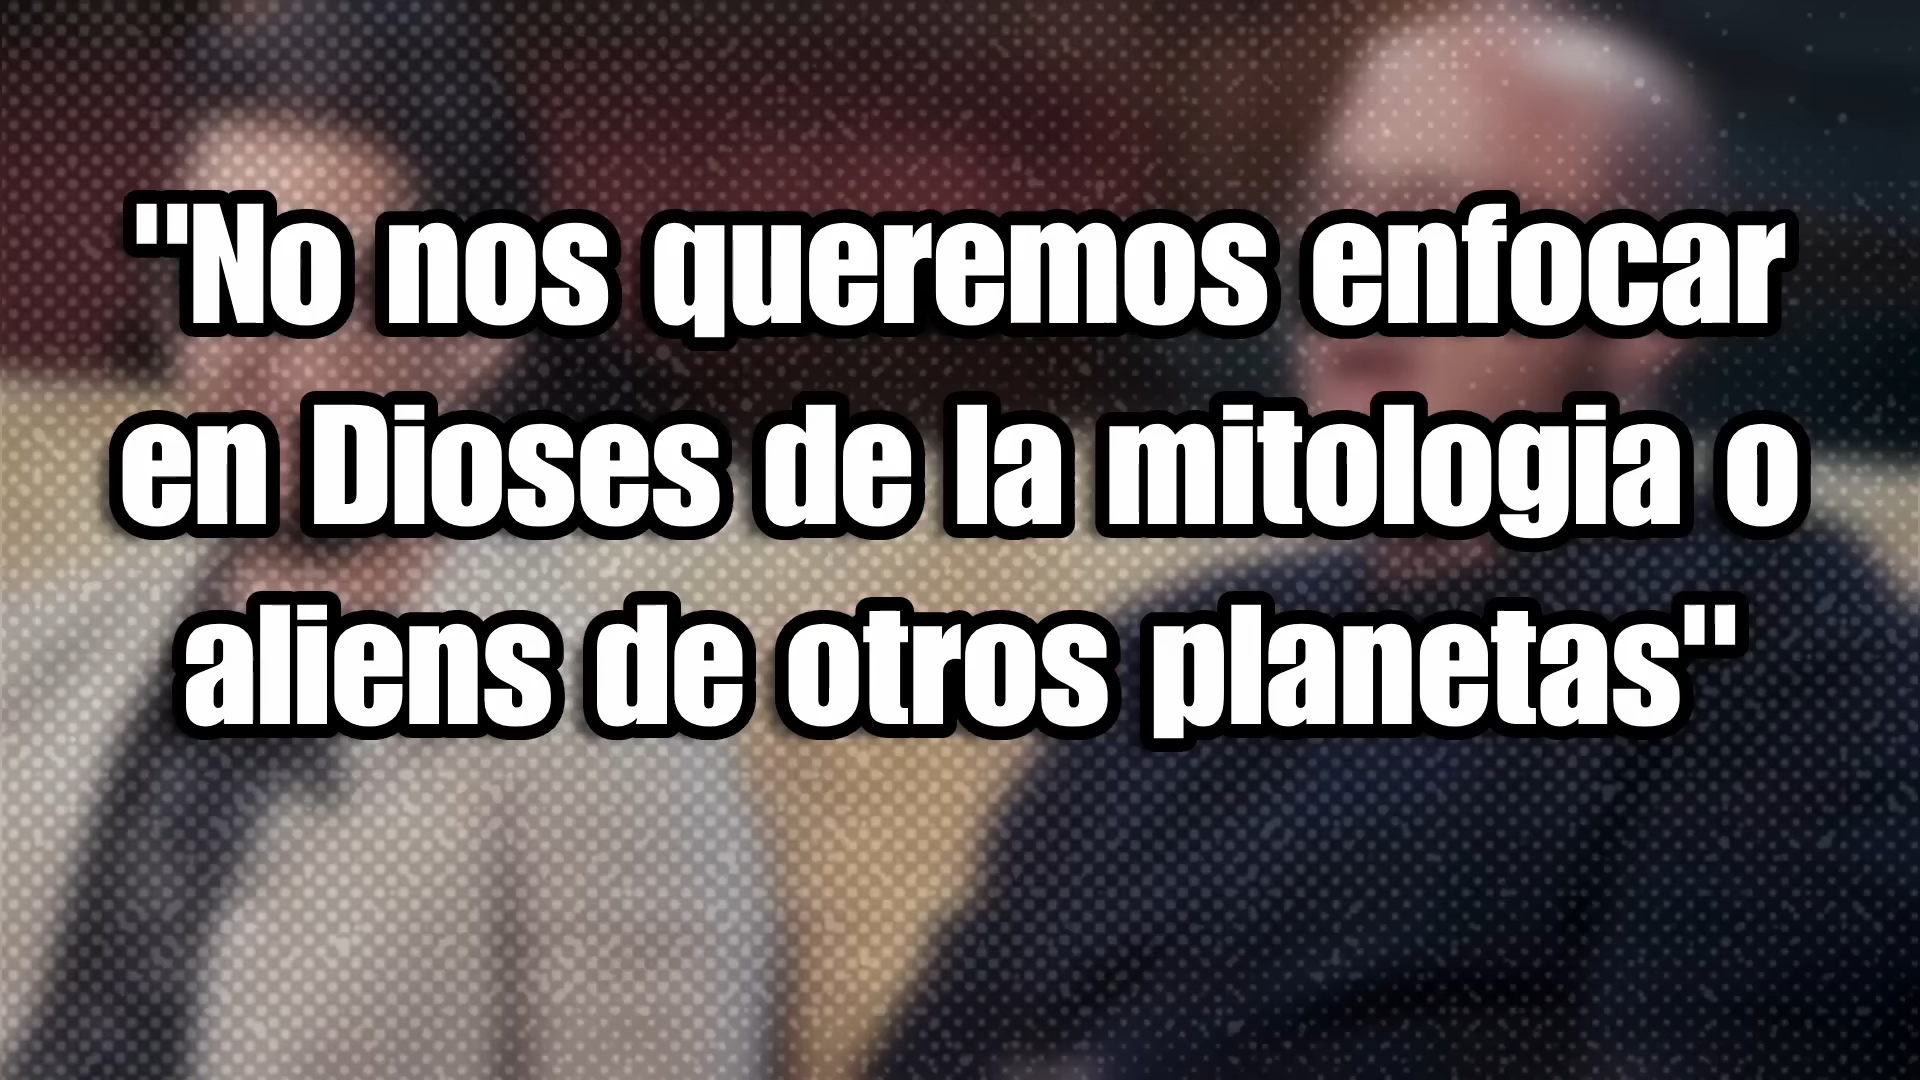 "No nos queremos enfocar
en Dioses de la mitologia o
aliens de otros planetas"